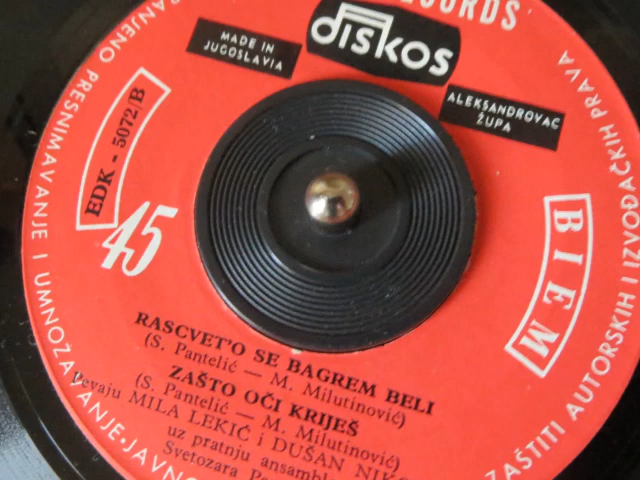 RECORDS
diskos
MADE IN
JUGOSLAVIA
ALEKSANDROVAC
ŽUPA
EDK - 5072/B
45
BIEM
RASCVET'O SE BAGREM BELI
(S. Pantelić — M. Milutinović)
ZAŠTO OČI KRIJEŠ
(S. Pantelić — M. Milutinović)
Pevaju MILA LEKIĆ i DUŠAN
uz pratnju
Svetozara
PRESNIMAVANJE I UMNOŽAVANJE·JAVNO
ZAŠTITI AUTORSKIH I IZVOĐAČKIH PRAVA